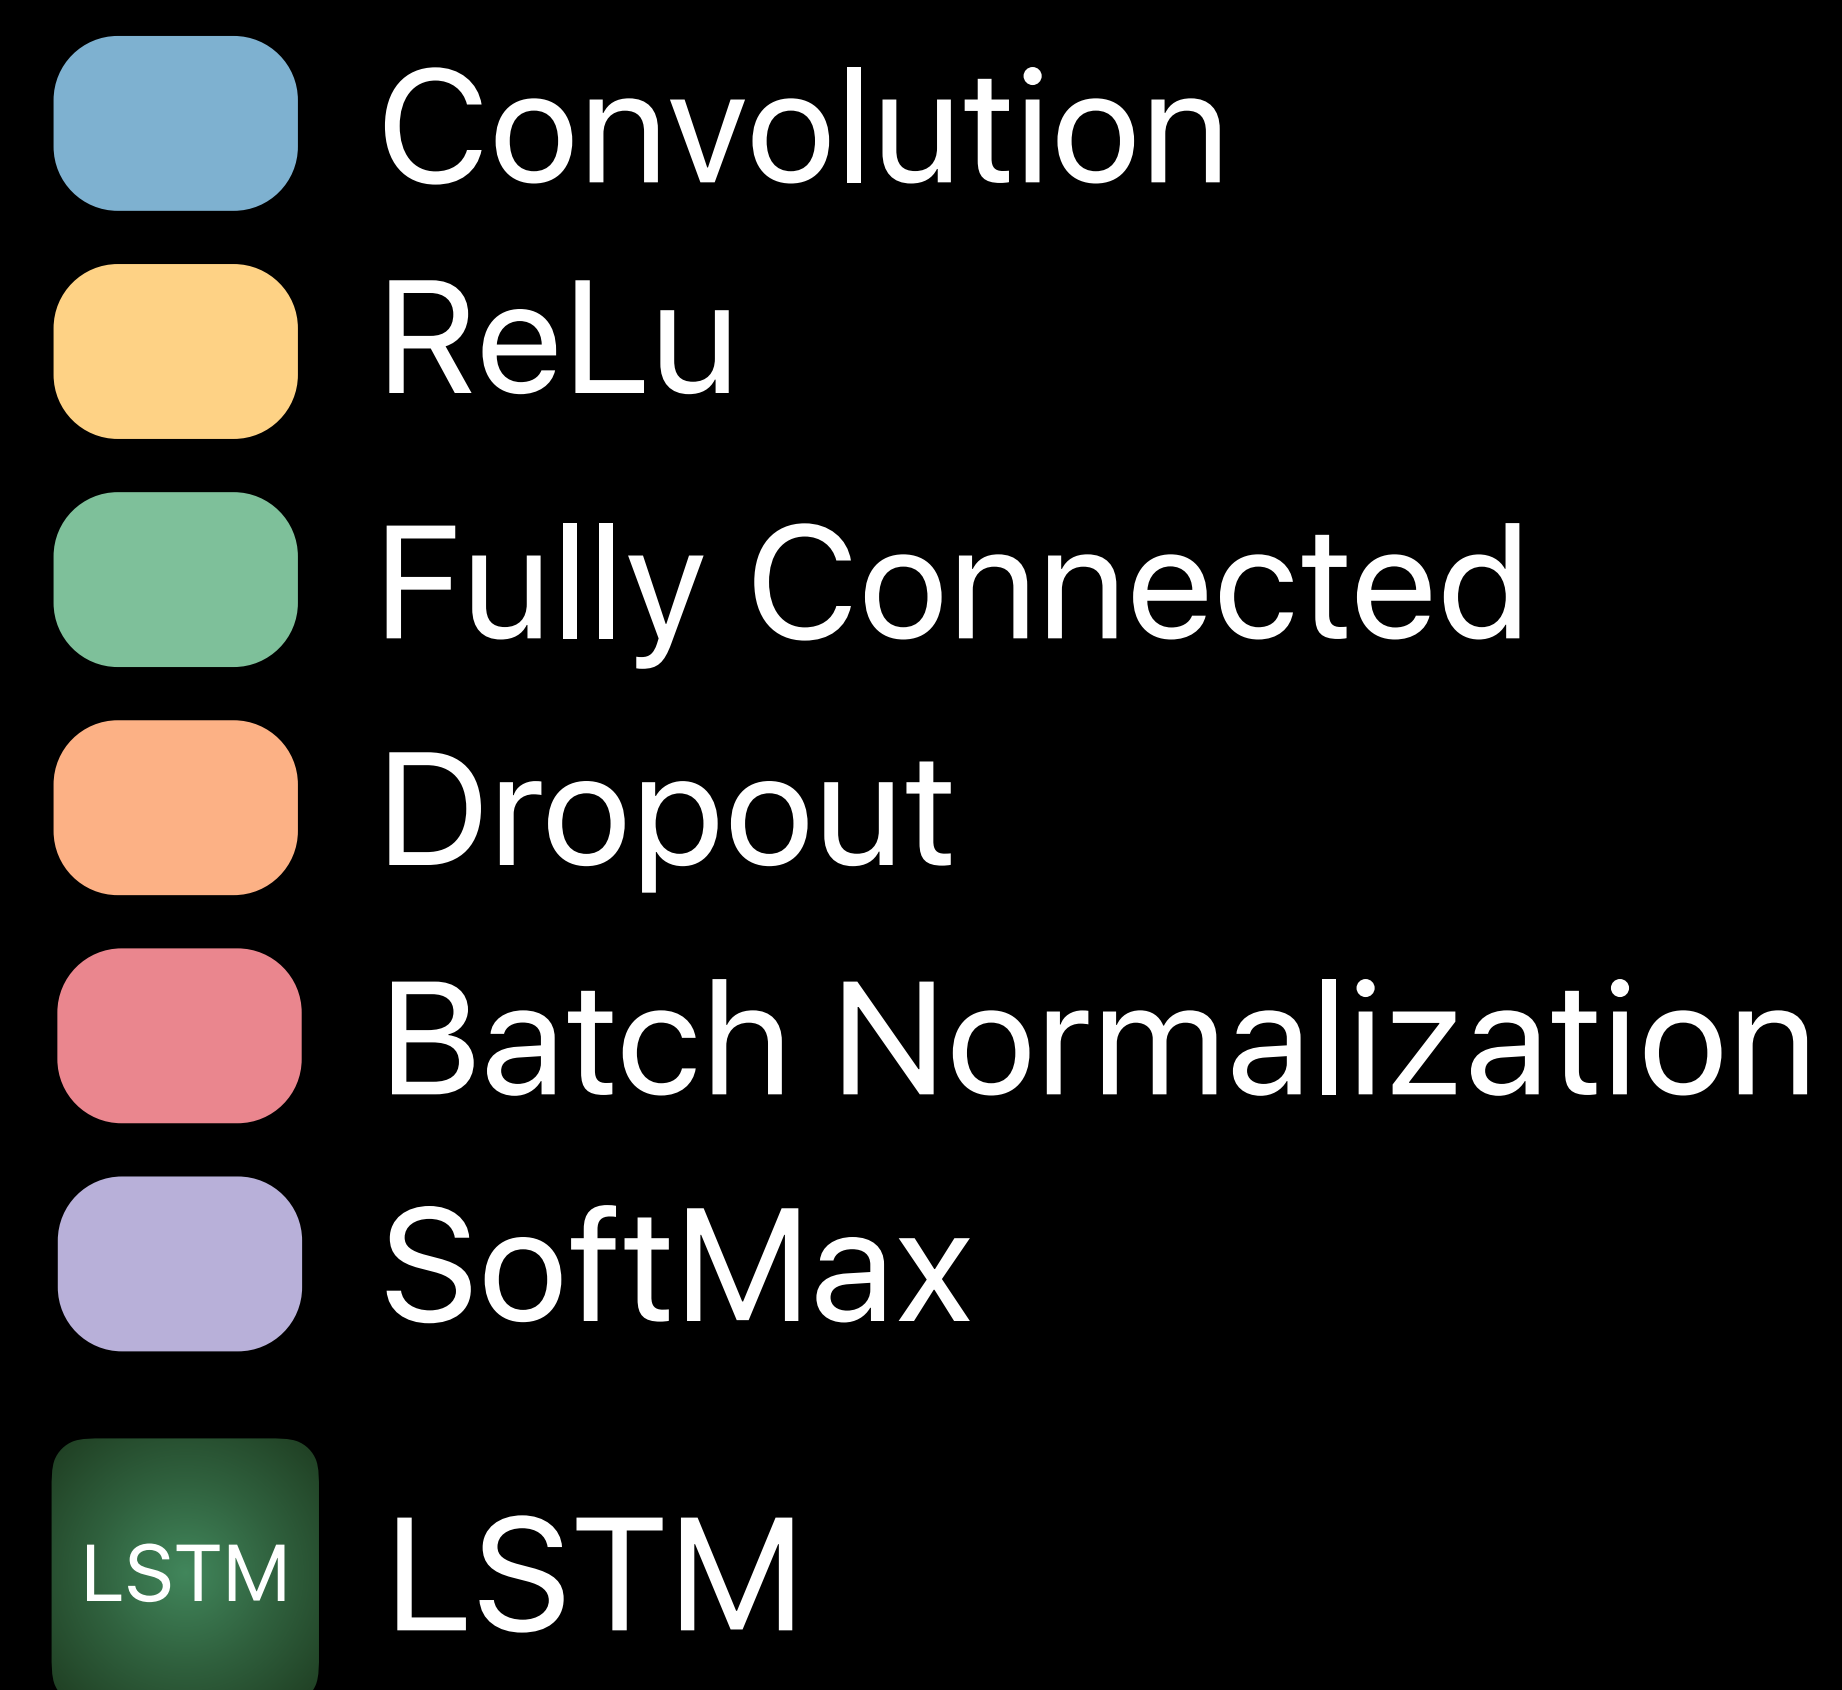 Convolution
ReLu
Fully Connected
Dropout
Batch Normalization
SoftMax
LSTM LSTM